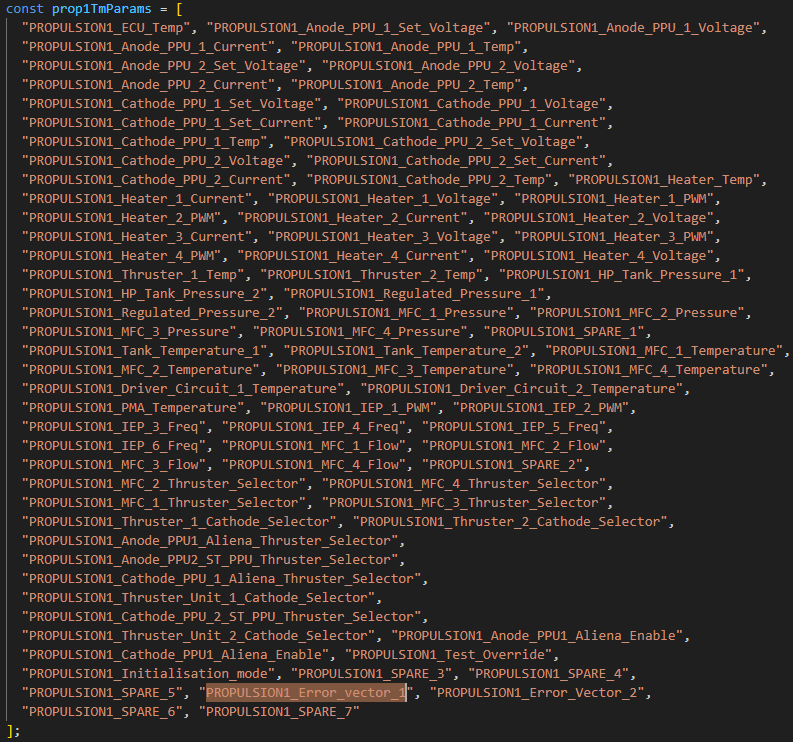 const prop1TmParams = [
"PROPULSION1_ECU_Temp", "PROPULSION1_Anode_PPU_1_Set_Voltage", "PROPULSION1_Anode_PPU_1_Voltage",
"PROPULSION1_Anode_PPU_1_Current", "PROPULSION1_Anode_PPU_1_Temp",
"PROPULSION1_Anode_PPU_2_Set_Voltage", "PROPULSION1_Anode_PPU_2_Voltage",
"PROPULSION1_Anode_PPU_2_Current", "PROPULSION1_Anode_PPU_2_Temp",
"PROPULSION1_Cathode_PPU_1_Set_Voltage", "PROPULSION1_Cathode_PPU_1_Voltage",
"PROPULSION1_Cathode_PPU_1_Set_Current", "PROPULSION1_Cathode_PPU_1_Current",
"PROPULSION1_Cathode_PPU_1_Temp", "PROPULSION1_Cathode_PPU_2_Set_Voltage",
"PROPULSION1_Cathode_PPU_2_Voltage", "PROPULSION1_Cathode_PPU_2_Set_Current",
"PROPULSION1_Cathode_PPU_2_Current", "PROPULSION1_Cathode_PPU_2_Temp", "PROPULSION1_Heater_Temp",
"PROPULSION1_Heater_1_Current", "PROPULSION1_Heater_1_Voltage", "PROPULSION1_Heater_1_PWM",
"PROPULSION1_Heater_2_PWM", "PROPULSION1_Heater_2_Current", "PROPULSION1_Heater_2_Voltage",
"PROPULSION1_Heater_3_Current", "PROPULSION1_Heater_3_Voltage", "PROPULSION1_Heater_3_PWM",
"PROPULSION1_Heater_4_PWM", "PROPULSION1_Heater_4_Current", "PROPULSION1_Heater_4_Voltage",
"PROPULSION1_Thruster_1_Temp", "PROPULSION1_Thruster_2_Temp", "PROPULSION1_HP_Tank_Pressure_1",
"PROPULSION1_HP_Tank_Pressure_2", "PROPULSION1_Regulated_Pressure_1",
"PROPULSION1_Regulated_Pressure_2", "PROPULSION1_MFC_1_Pressure", "PROPULSION1_MFC_2_Pressure",
"PROPULSION1_MFC_3_Pressure", "PROPULSION1_MFC_4_Pressure", "PROPULSION1_SPARE_1",
"PROPULSION1_Tank_Temperature_1", "PROPULSION1_Tank_Temperature_2", "PROPULSION1_MFC_1_Temperature",
"PROPULSION1_MFC_2_Temperature", "PROPULSION1_MFC_3_Temperature", "PROPULSION1_MFC_4_Temperature",
"PROPULSION1_Driver_Circuit_1_Temperature", "PROPULSION1_Driver_Circuit_2_Temperature",
"PROPULSION1_PMA_Temperature", "PROPULSION1_IEP_1_PWM", "PROPULSION1_IEP_2_PWM",
"PROPULSION1_IEP_3_Freq", "PROPULSION1_IEP_4_Freq", "PROPULSION1_IEP_5_Freq",
"PROPULSION1_IEP_6_Freq", "PROPULSION1_MFC_1_Flow", "PROPULSION1_MFC_2_Flow",
"PROPULSION1_MFC_3_Flow", "PROPULSION1_MFC_4_Flow", "PROPULSION1_SPARE_2",
"PROPULSION1_MFC_2_Thruster_Selector", "PROPULSION1_MFC_4_Thruster_Selector",
"PROPULSION1_MFC_1_Thruster_Selector", "PROPULSION1_MFC_3_Thruster_Selector",
"PROPULSION1_Thruster_1_Cathode_Selector", "PROPULSION1_Thruster_2_Cathode_Selector",
"PROPULSION1_Anode_PPU1_Aliena_Thruster_Selector",
"PROPULSION1_Anode_PPU2_ST_PPU_Thruster_Selector",
"PROPULSION1_Cathode_PPU_1_Aliena_Thruster_Selector",
"PROPULSION1_Thruster_Unit_1_Cathode_Selector",
"PROPULSION1_Cathode_PPU_2_ST_PPU_Thruster_Selector",
"PROPULSION1_Thruster_Unit_2_Cathode_Selector", "PROPULSION1_Anode_PPU1_Aliena_Enable",
"PROPULSION1_Cathode_PPU1_Aliena_Enable", "PROPULSION1_Test_Override",
"PROPULSION1_Initialisation_mode", "PROPULSION1_SPARE_3", "PROPULSION1_SPARE_4",
"PROPULSION1_SPARE_5", "PROPULSION1_Error_vector_1", "PROPULSION1_Error_Vector_2",
"PROPULSION1_SPARE_6", "PROPULSION1_SPARE_7"
];